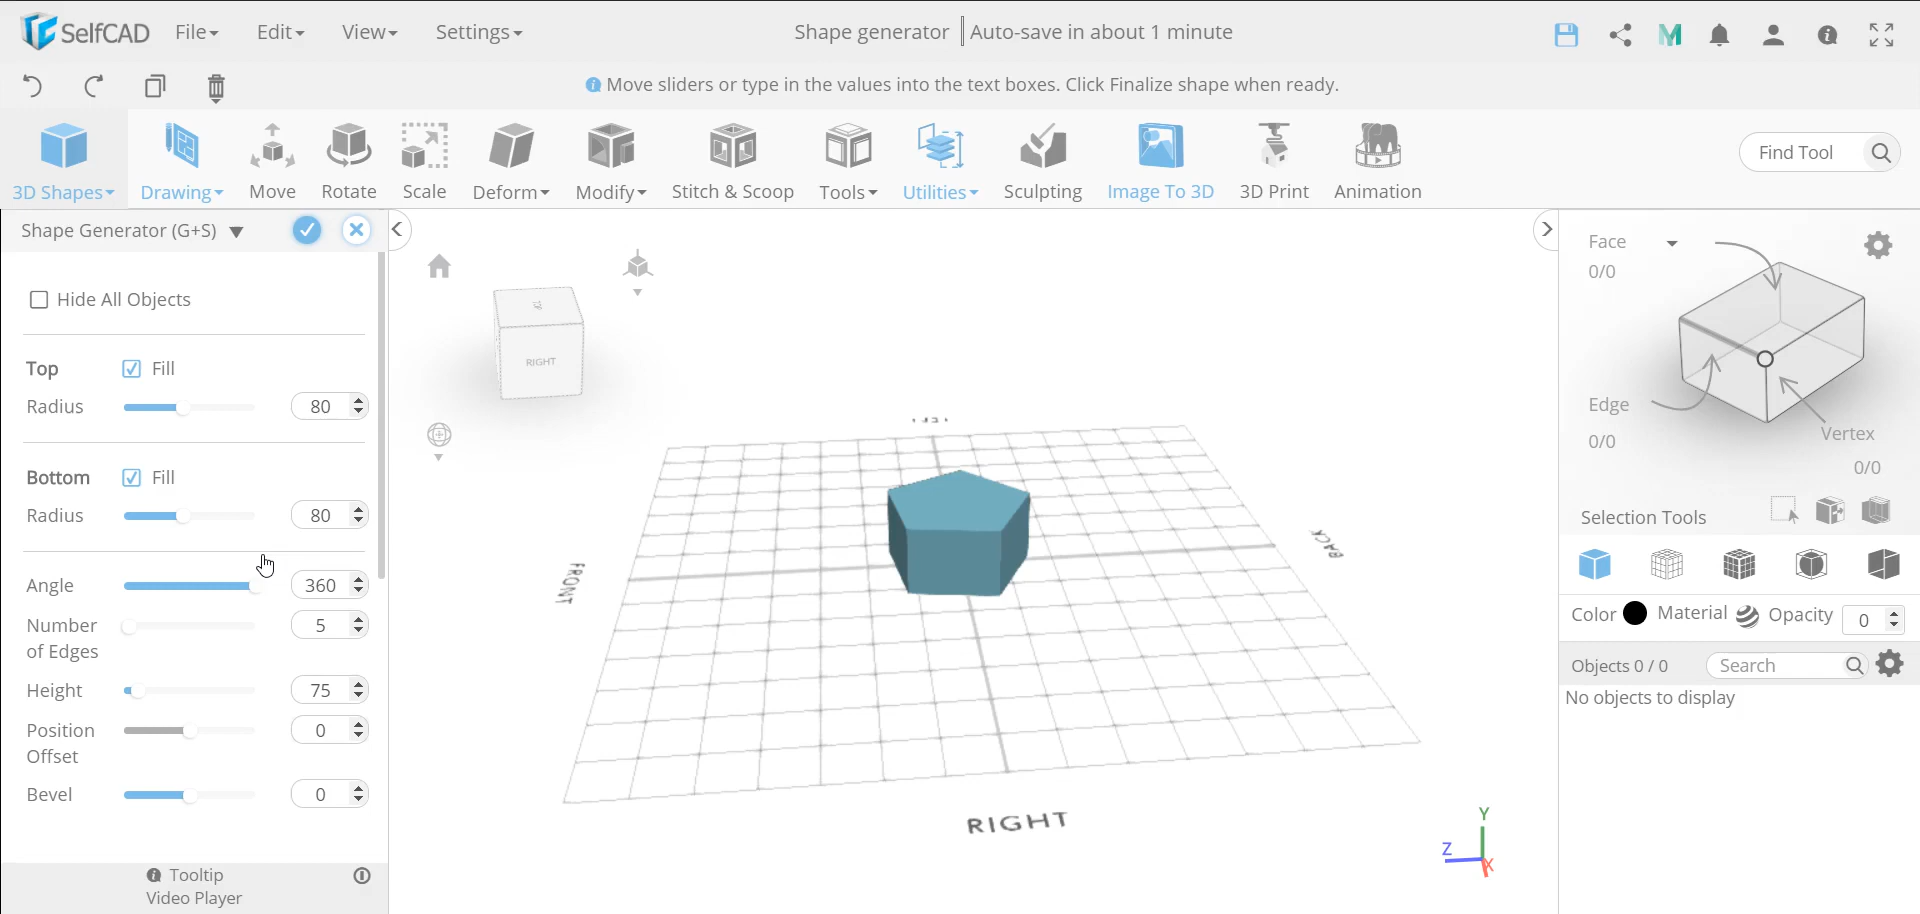 SelfCAD File Edit View Settings Shape generator Auto-save in about 1 minute
Move sliders or type in the values into the text boxes. Click Finalize shape when ready.
3D Shapes Drawing Move Rotate Scale Deform Modify Stitch & Scoop Tools Utilities Sculpting Image To 3D 3D Print Animation Find Tool
Shape Generator (G+S)
Hide All Objects
Top Fill
Radius 80
Bottom Fill
Radius 80
Angle 360
Number of Edges 5
Height 75
Position Offset 0
Bevel 0
Tooltip
Video Player
RIGHT
LEFT
FRONT
BACK
RIGHT
Y
Z
X
Face
0/0
Edge
0/0
Vertex
0/0
Selection Tools
Color Material Opacity 0
Objects 0 / 0 Search
No objects to display